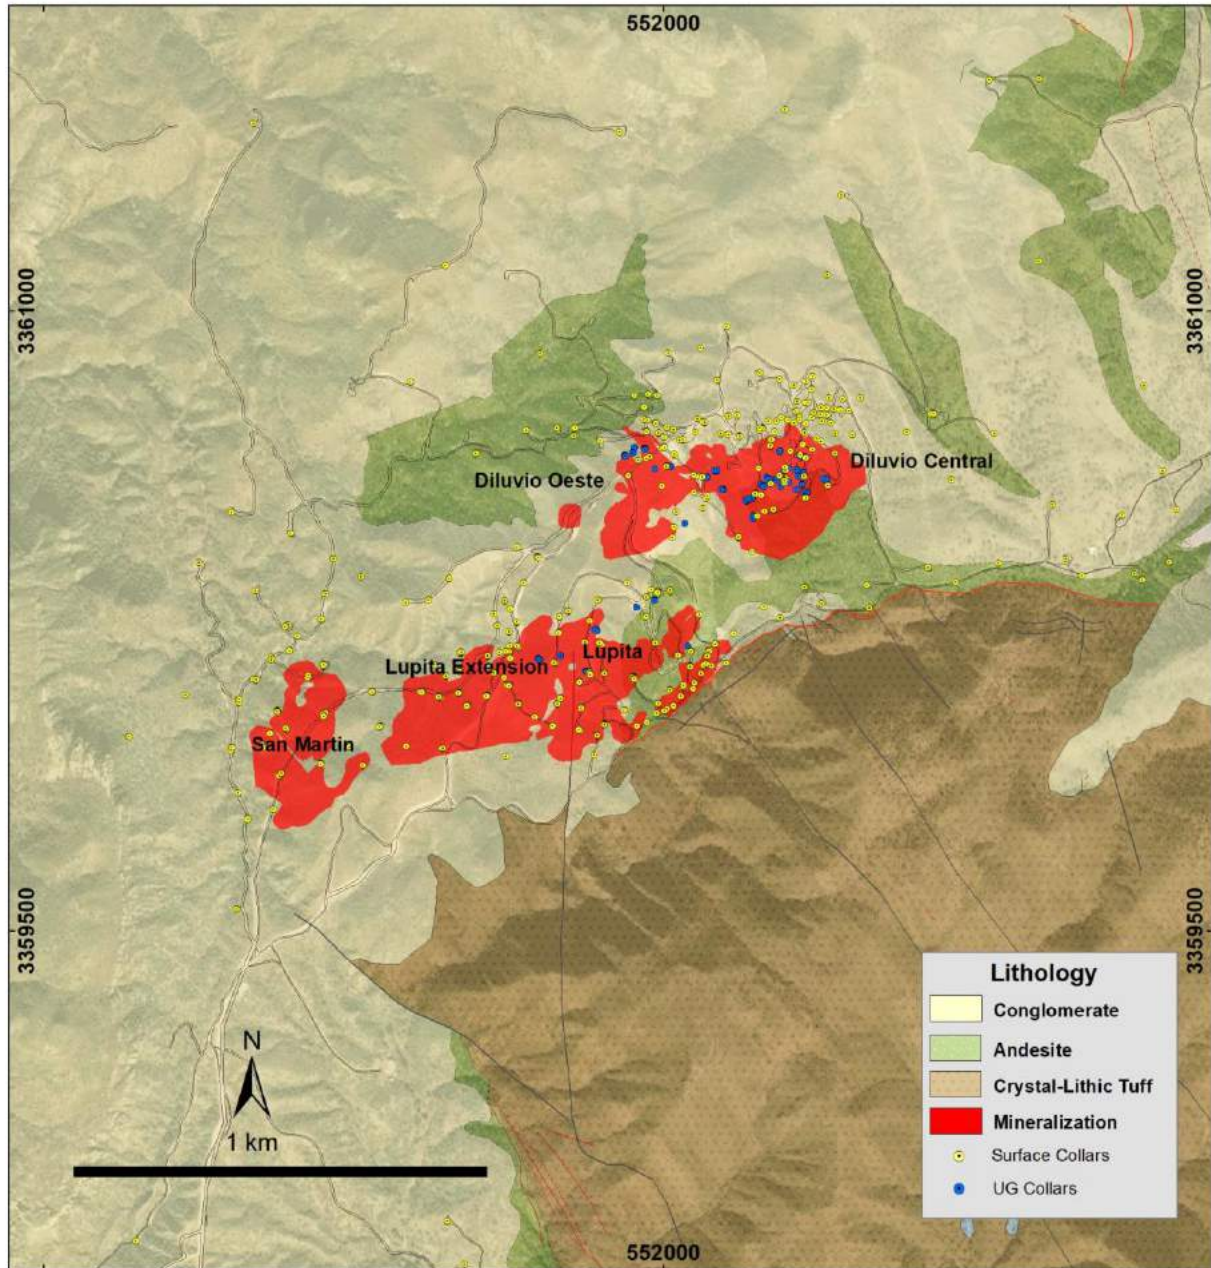 552000
3361000
3361000
Diluvio Oeste
Diluvio Central
Lupita Extension
Lupita
San Martin
3359500
3359500
N
1 km
552000
Lithology
Conglomerate
Andesite
Crystal-Lithic Tuff
Mineralization
Surface Collars
UG Collars